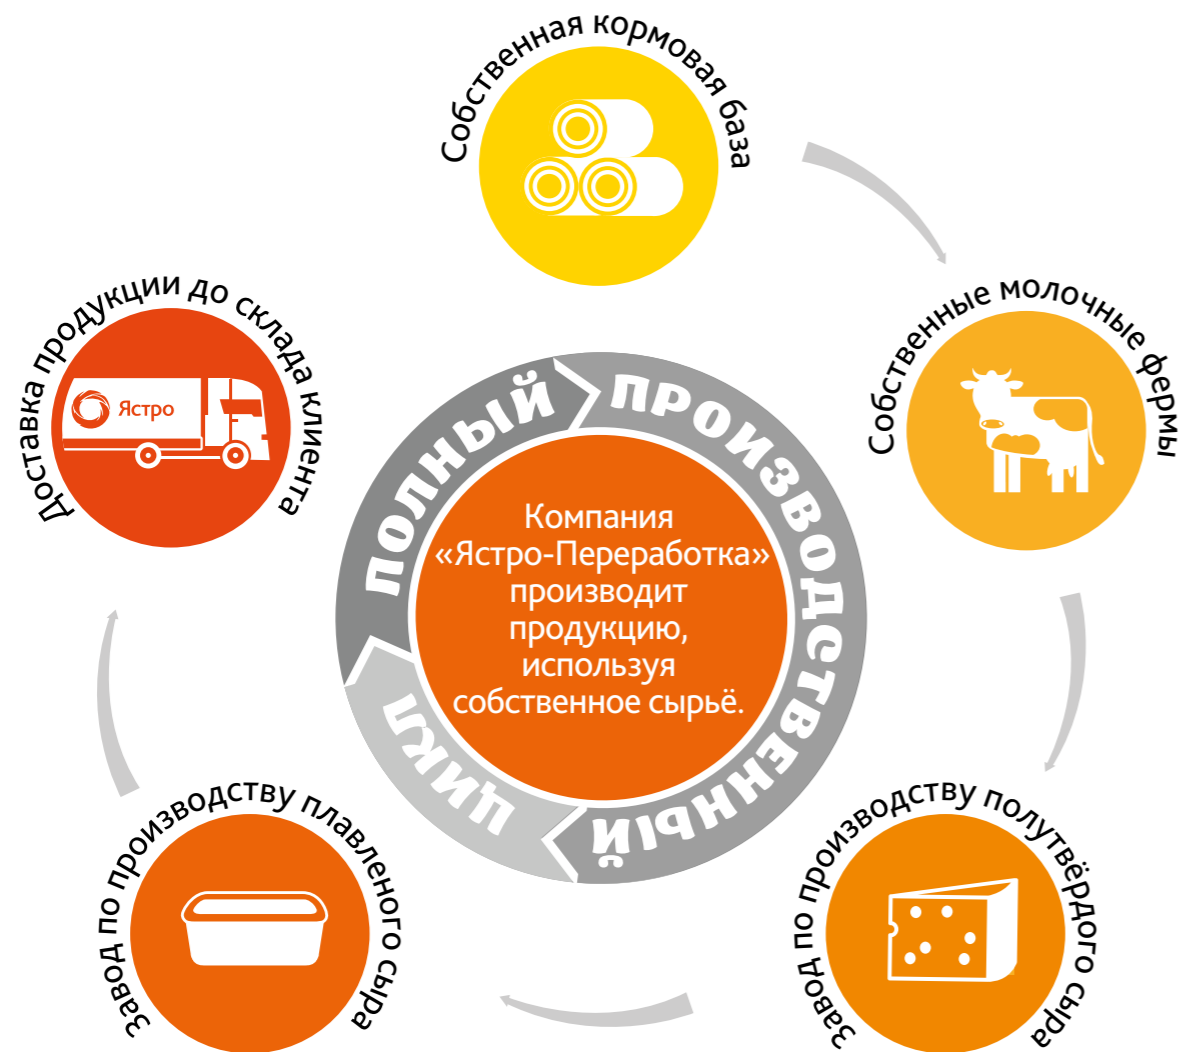 Собственная кормовая база
Собственные молочные фермы
Завод по производству полутвёрдого сыра
Завод по производству плавленого сыра
Доставка продукции до склада клиента
Ястро
ПОЛНЫЙ
ПРОИЗВОДСТВЕННЫЙ
ЦИКЛ
Компания
«Ястро-Переработка»
производит
продукцию,
используя
собственное сырьё.